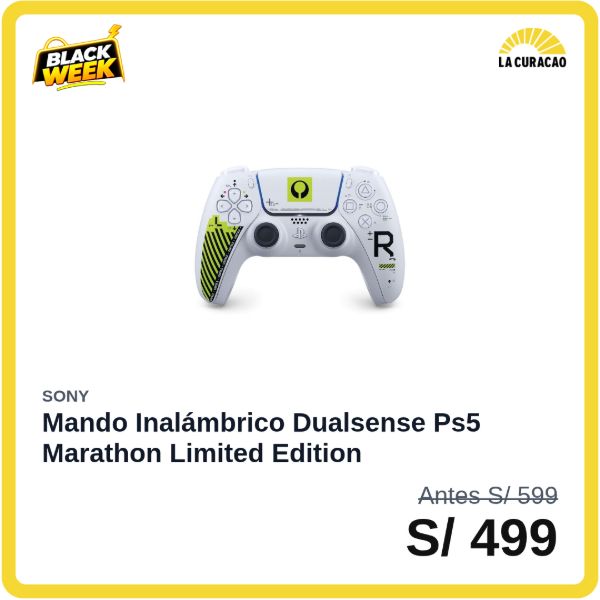 BLACK
WEEK
LA CURACAO
L
R
SONY
Mando Inalámbrico Dualsense Ps5
Marathon Limited Edition
Antes S/ 599
S/ 499